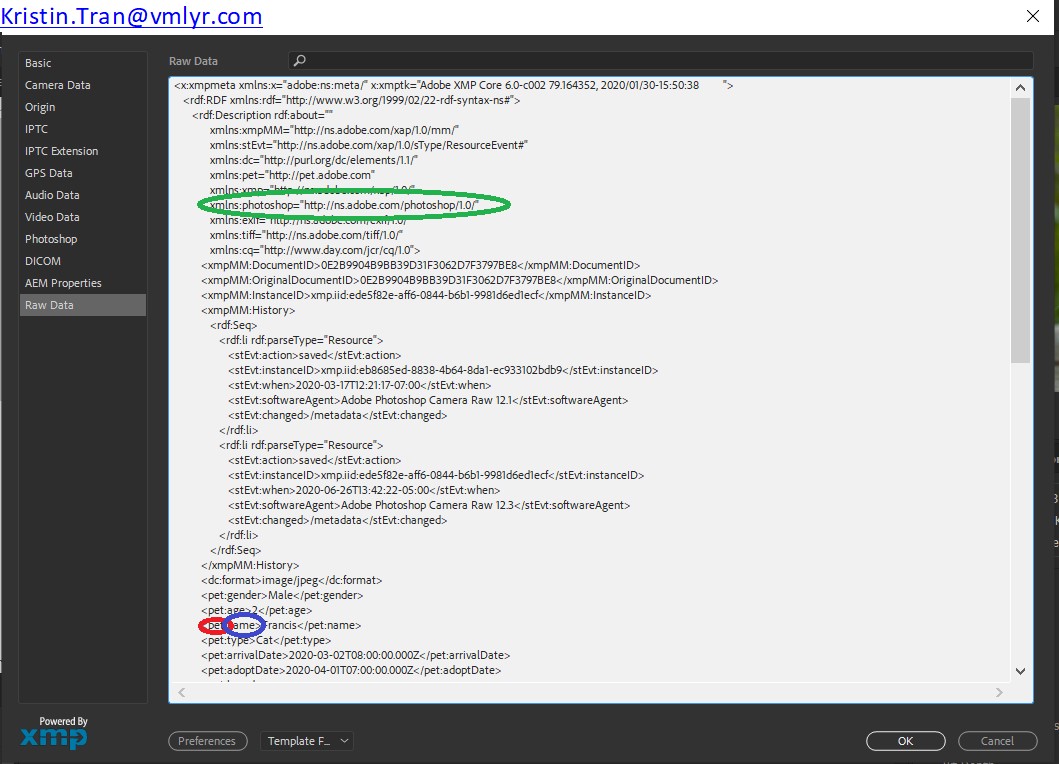 Kristin.Tran@vmlyr.com
Basic
Camera Data
Origin
IPTC
IPTC Extension
GPS Data
Audio Data
Video Data
Photoshop
DICOM
AEM Properties
Raw Data
Raw Data
<x:xmpmeta xmlns:x="adobe:ns:meta/" x:xmptk="Adobe XMP Core 6.0-c002 79.164352, 2020/01/30-15:50:38        ">
<rdf:RDF xmlns:rdf="http://www.w3.org/1999/02/22-rdf-syntax-ns#">
<rdf:Description rdf:about=""
xmlns:xmpMM="http://ns.adobe.com/xap/1.0/mm/"
xmlns:stEvt="http://ns.adobe.com/xap/1.0/sType/ResourceEvent#"
xmlns:dc="http://purl.org/dc/elements/1.1/"
xmlns:pet="http://pet.adobe.com"
xmlns:xmp="http://ns.adobe.com/xap/1.0/"
xmlns:photoshop="http://ns.adobe.com/photoshop/1.0/"
xmlns:exif="http://ns.adobe.com/exif/1.0/"
xmlns:tiff="http://ns.adobe.com/tiff/1.0/"
xmlns:cq="http://www.day.com/jcr/cq/1.0">
<xmpMM:DocumentID>0E2B9904B9BB39D31F3062D7F3797BE8</xmpMM:DocumentID>
<xmpMM:OriginalDocumentID>0E2B9904B9BB39D31F3062D7F3797BE8</xmpMM:OriginalDocumentID>
<xmpMM:InstanceID>xmp.iid:ede5f82e-aff6-0844-b6b1-9981d6ed1ecf</xmpMM:InstanceID>
<xmpMM:History>
<rdf:Seq>
<rdf:li rdf:parseType="Resource">
<stEvt:action>saved</stEvt:action>
<stEvt:instanceID>xmp.iid:eb8685ed-8838-4b64-8da1-ec933102bdb9</stEvt:instanceID>
<stEvt:when>2020-03-17T12:21:17-07:00</stEvt:when>
<stEvt:softwareAgent>Adobe Photoshop Camera Raw 12.1</stEvt:softwareAgent>
<stEvt:changed>/metadata</stEvt:changed>
</rdf:li>
<rdf:li rdf:parseType="Resource">
<stEvt:action>saved</stEvt:action>
<stEvt:instanceID>xmp.iid:ede5f82e-aff6-0844-b6b1-9981d6ed1ecf</stEvt:instanceID>
<stEvt:when>2020-06-26T13:42:22-05:00</stEvt:when>
<stEvt:softwareAgent>Adobe Photoshop Camera Raw 12.3</stEvt:softwareAgent>
<stEvt:changed>/metadata</stEvt:changed>
</rdf:li>
</rdf:Seq>
</xmpMM:History>
<dc:format>image/jpeg</dc:format>
<pet:gender>Male</pet:gender>
<pet:age>2</pet:age>
<pet:name>Francis</pet:name>
<pet:type>Cat</pet:type>
<pet:arrivalDate>2020-03-02T08:00:00.000Z</pet:arrivalDate>
<pet:adoptDate>2020-04-01T07:00:00.000Z</pet:adoptDate>
Powered By
xmp
Preferences
Template F...
OK
Cancel